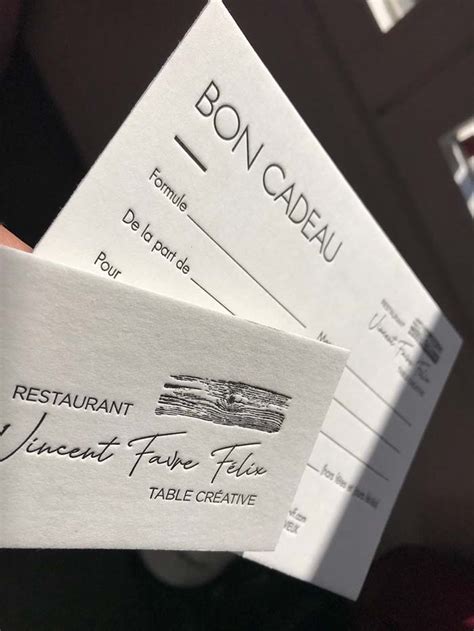 BON CADEAU
Formule
De la part de
Pour
RESTAURANT
Vincent Favre Félix
RESTAURANT
Vincent Favre Félix
TABLE CRÉATIVE